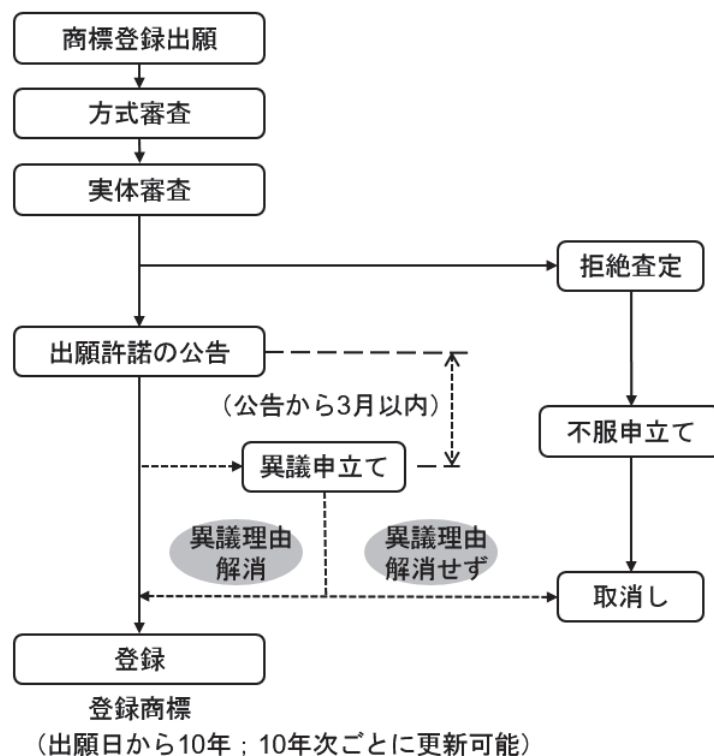 商標登録出願
方式審査
実体審査
拒絶査定
出願許諾の公告
(公告から3月以内)
不服申立て
異議申立て
異議理由
解消
異議理由
解消せず
取消し
登録
登録商標
(出願日から10年；10年次ごとに更新可能)